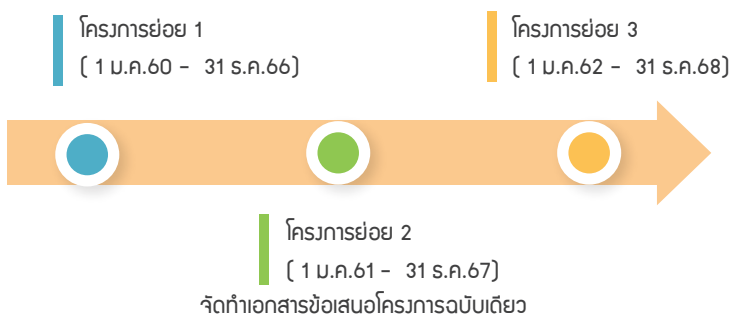 โครงการย่อย 1
( 1 ม.ค.60 - 31 ธ.ค.66)
โครงการย่อย 3
( 1 ม.ค.62 - 31 ธ.ค.68)
โครงการย่อย 2
( 1 ม.ค.61 - 31 ธ.ค.67)
จัดทำเอกสารข้อเสนอโครงการฉบับเดียว